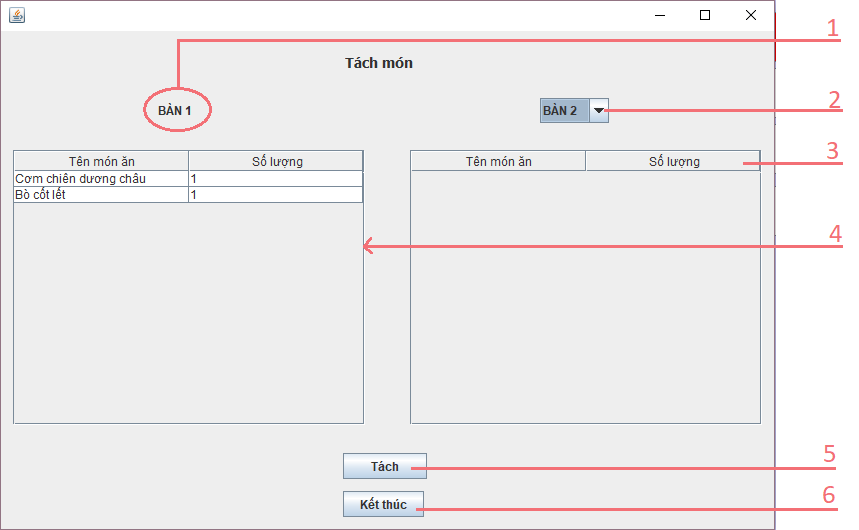 1
Tách món
BÀN 1
BÀN 2
2
3
Tên món ăn Số lượng
Tên món ăn Số lượng
Cơm chiên dương châu 1
Bò cốt lết 1
4
Tách
5
Kết thúc
6